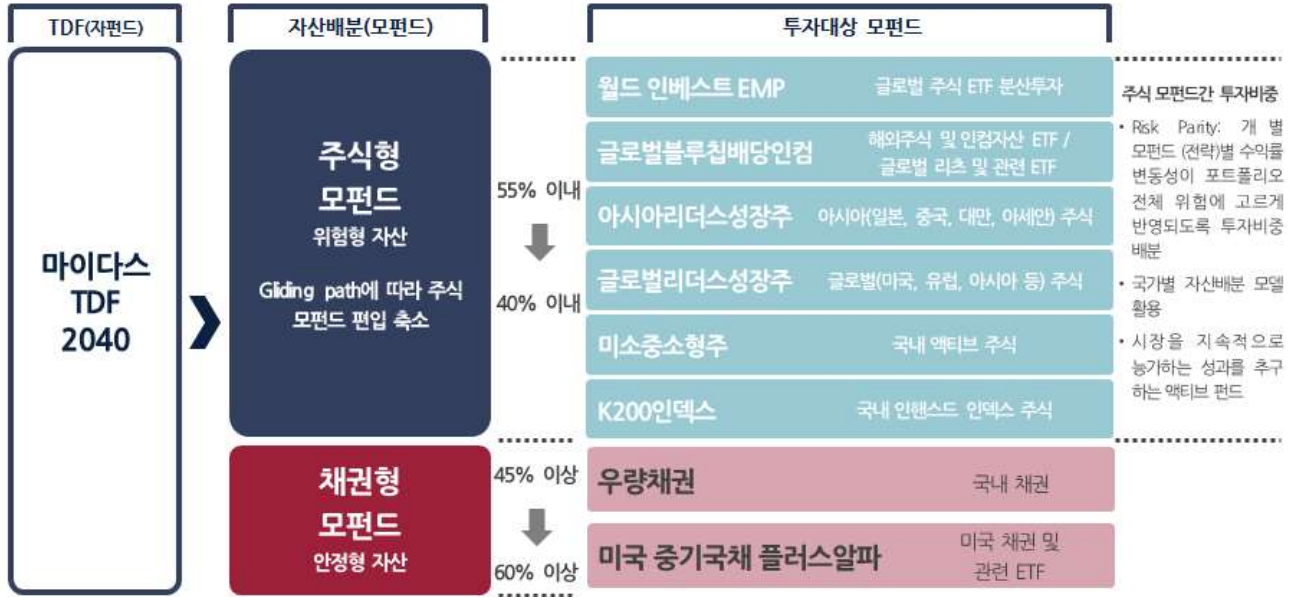 TDF(자펀드)
자산배분(모펀드)
투자대상 모펀드
마이다스
TDF
2040
주식형
모펀드
위험형 자산
Gliding path에 따라 주식
모펀드 편입 축소
55% 이내
40% 이내
월드 인베스트 EMP
글로벌 주식 ETF 분산투자
글로벌블루칩배당인컴
해외주식 및 인컴자산 ETF /
글로벌 리츠 및 관련 ETF
아시아리더스성장주
아시아(일본, 중국, 대만, 아세안) 주식
글로벌리더스성장주
글로벌(미국, 유럽, 아시아 등) 주식
미소중소형주
국내 액티브 주식
K200인덱스
국내 인핸스드 인덱스 주식
주식 모펀드간 투자비중
• Risk Parity: 개 별
모펀드 (전략)별 수익률
변동성이 포트폴리오
전체 위험에 고르게
반영되도록 투자비중
배분
• 국가별 자산배분 모델
활용
• 시장을 지속적으로
능가하는 성과를 추구
하는 액티브 펀드
채권형
모펀드
안정형 자산
45% 이상
60% 이상
우량채권
국내 채권
미국 중기국채 플러스알파
미국 채권 및
관련 ETF